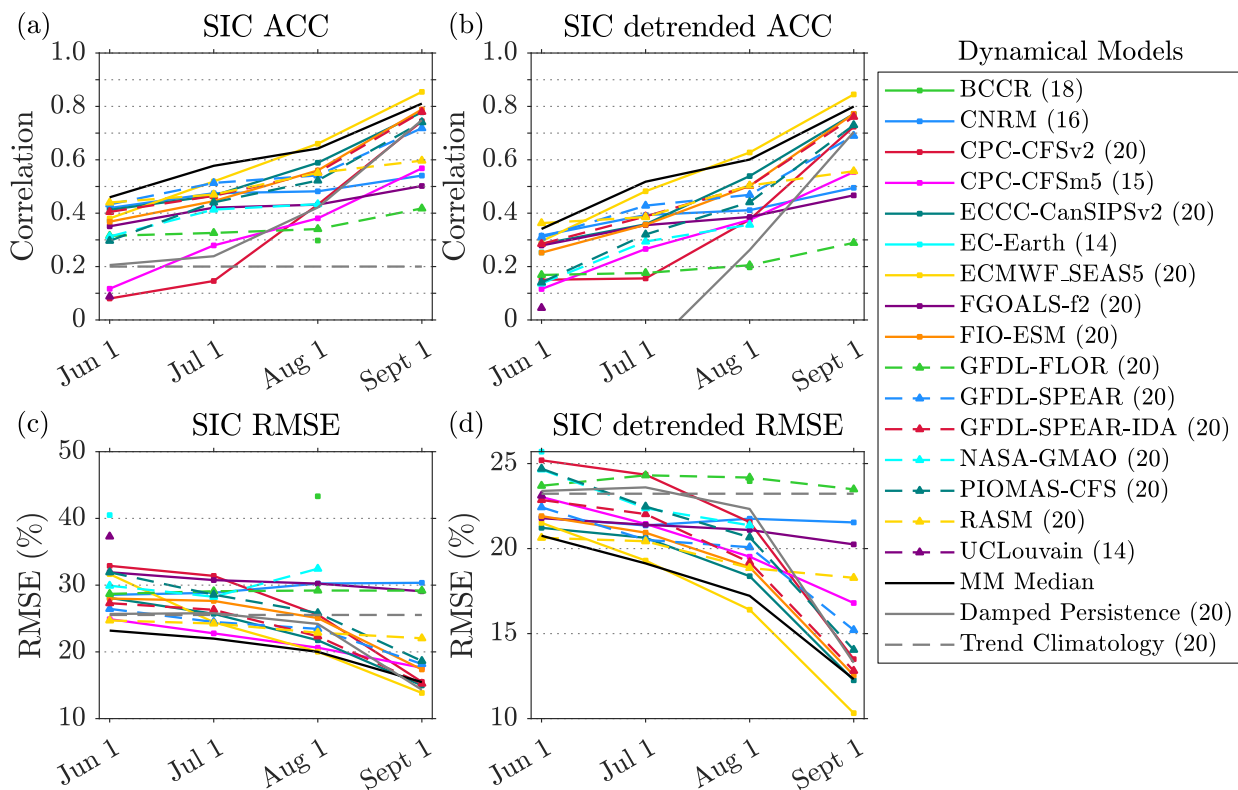 (a) SIC ACC
Correlation
1.0
0.8
0.6
0.4
0.2
0
Jun 1 Jul 1 Aug 1 Sept 1
(b) SIC detrended ACC
Correlation
1.0
0.8
0.6
0.4
0.2
0
Jun 1 Jul 1 Aug 1 Sept 1
(c) SIC RMSE
RMSE (%)
50
40
30
20
10
Jun 1 Jul 1 Aug 1 Sept 1
(d) SIC detrended RMSE
RMSE (%)
25
20
15
10
Jun 1 Jul 1 Aug 1 Sept 1
Dynamical Models
BCCR (18)
CNRM (16)
CPC-CFSv2 (20)
CPC-CFSm5 (15)
ECCC-CanSIPSv2 (20)
EC-Earth (14)
ECMWF_SEAS5 (20)
FGOALS-f2 (20)
FIO-ESM (20)
GFDL-FLOR (20)
GFDL-SPEAR (20)
GFDL-SPEAR-IDA (20)
NASA-GMAO (20)
PIOMAS-CFS (20)
RASM (20)
UCLouvain (14)
MM Median
Damped Persistence (20)
Trend Climatology (20)